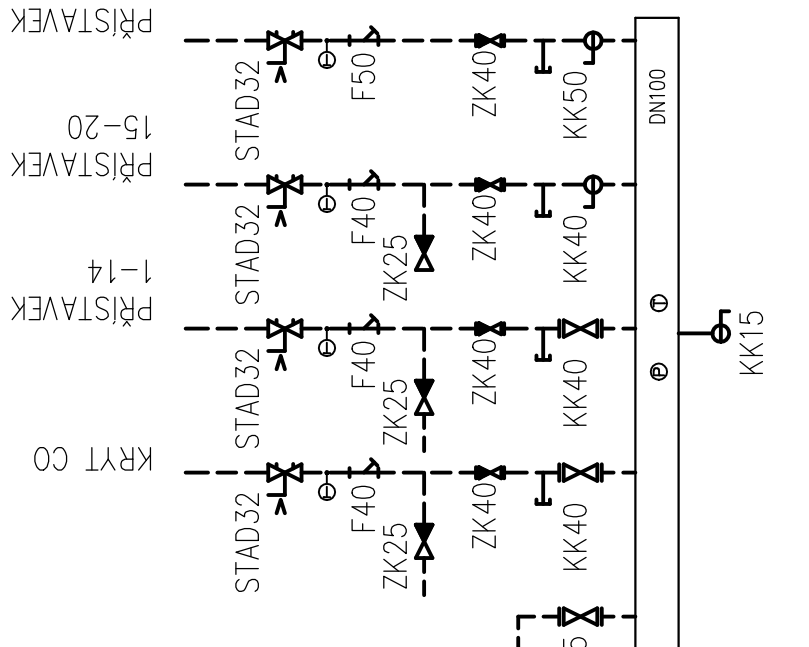 PŘÍSTAVEK
STAD32
T
F50
ZK40
KK50
DN100
15-20
PŘÍSTAVEK
STAD32
T
F40
ZK25
ZK40
KK40
1-14
PŘÍSTAVEK
STAD32
T
F40
ZK25
ZK40
KK40
T
P
KK15
KRYT CO
STAD32
T
F40
ZK25
ZK40
KK40